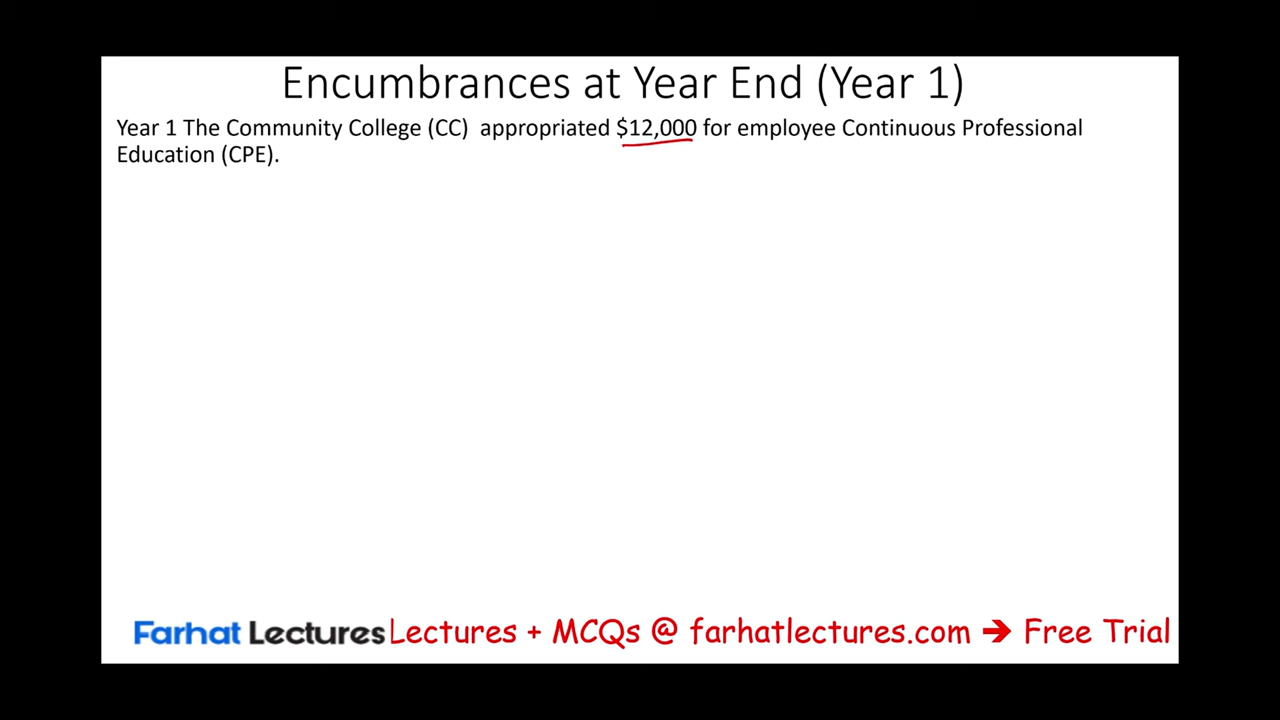 Encumbrances at Year End (Year 1)
Year 1 The Community College (CC) appropriated $12,000 for employee Continuous Professional
Education (CPE).
Farhat Lectures Lectures + MCQs @ farhatlectures.com ➔ Free Trial